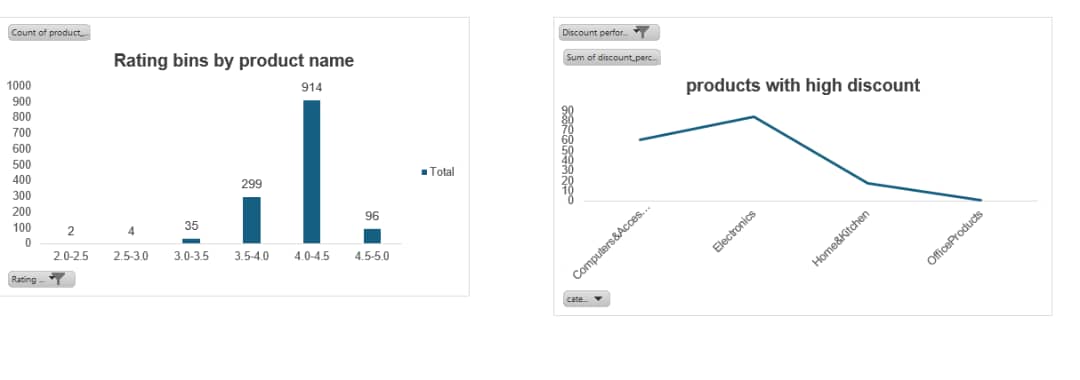 Count of product_...
Rating bins by product name
1000
900
800
700
600
500
400
300
200
100
0
2
4
35
299
914
96
2.0-2.5
2.5-3.0
3.0-3.5
3.5-4.0
4.0-4.5
4.5-5.0
Total
Rating ...
Discount perfor...
Sum of discount_perc...
products with high discount
90
80
70
60
50
40
30
20
10
0
Computers&Acces...
Electronics
Home&Kitchen
OfficeProducts
cate...